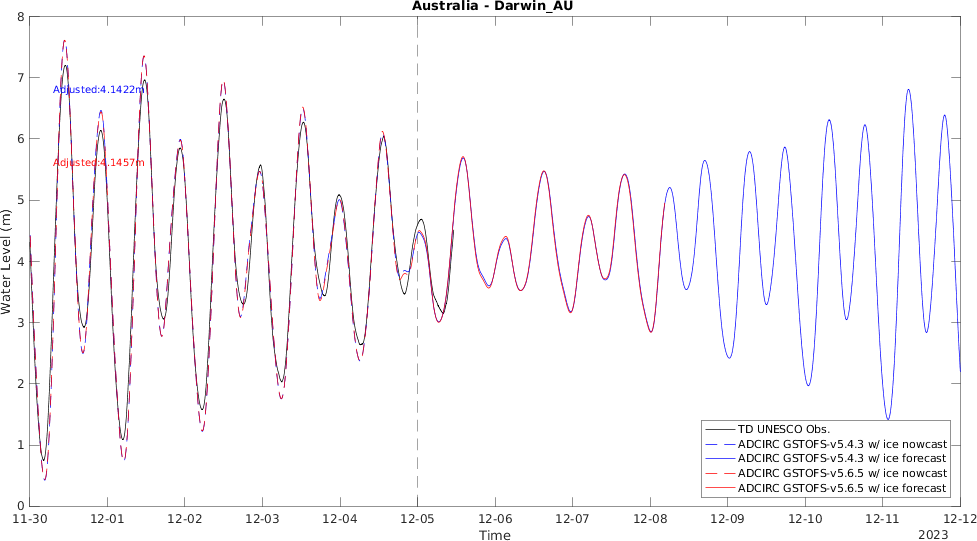 Australia - Darwin_AU
8
7
6
5
4
3
2
1
0
Water Level (m)
Adjusted:4.1422m
Adjusted:4.1457m
TD UNESCO Obs.
ADCIRC GSTOFS-v5.4.3 w/ ice nowcast
ADCIRC GSTOFS-v5.4.3 w/ ice forecast
ADCIRC GSTOFS-v5.6.5 w/ ice nowcast
ADCIRC GSTOFS-v5.6.5 w/ ice forecast
11-30 12-01 12-02 12-03 12-04 12-05 12-06 12-07 12-08 12-09 12-10 12-11 12-12
Time
2023